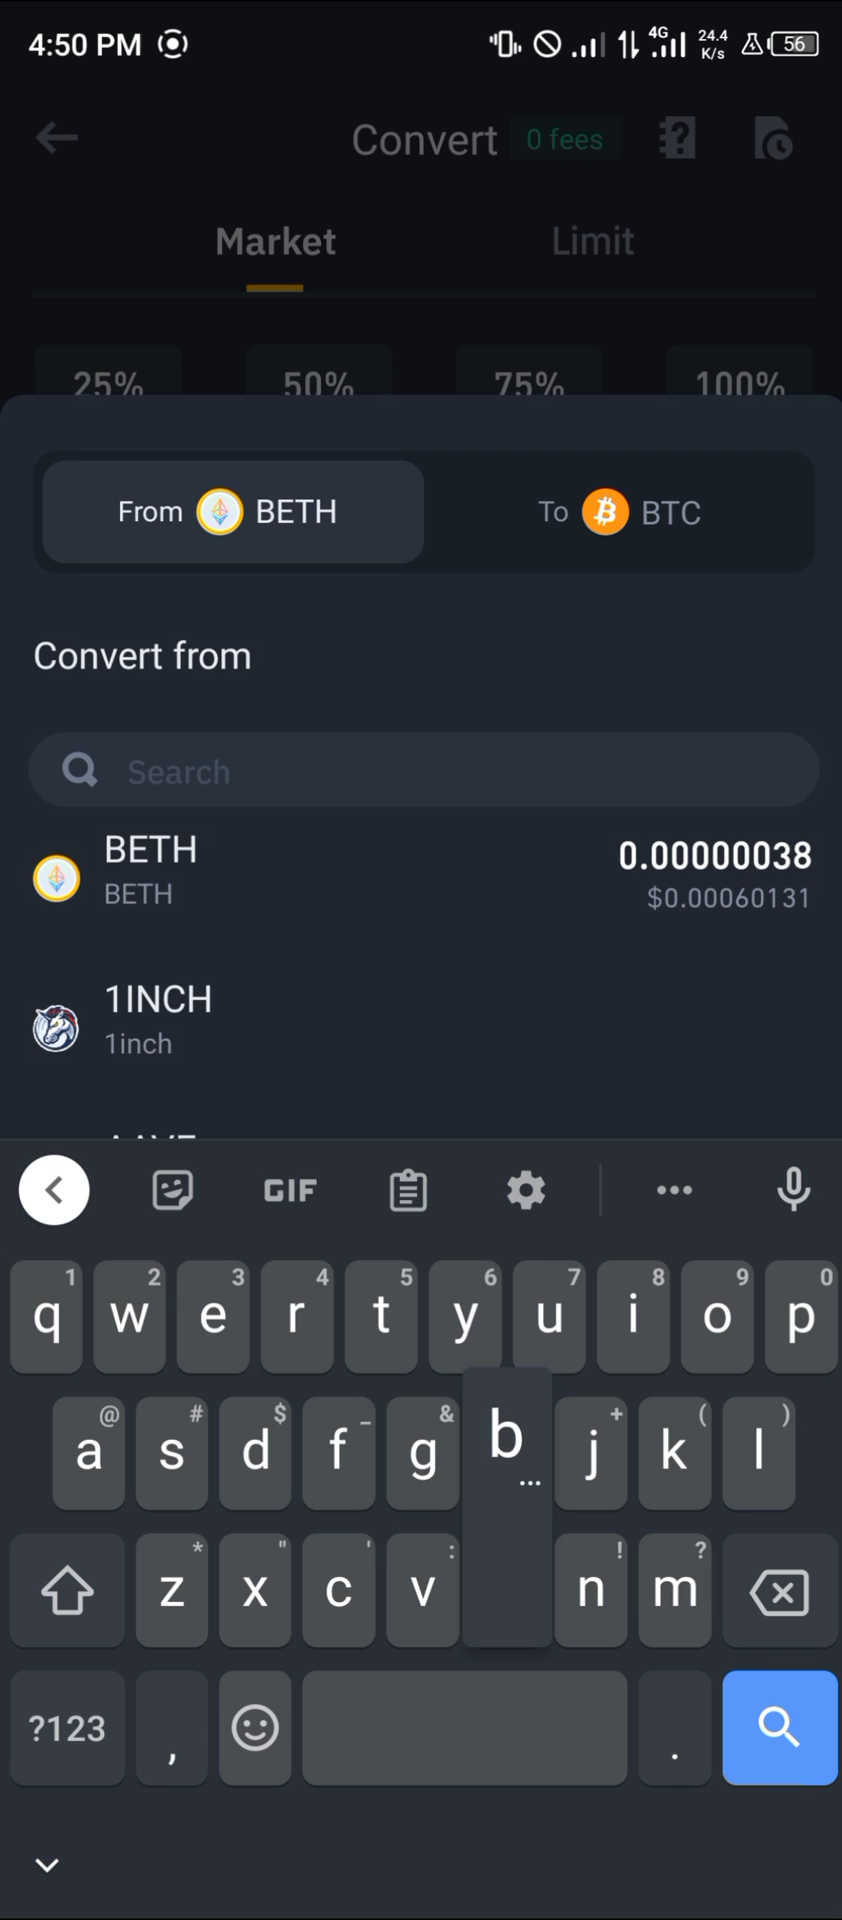 4:50 PM 4G 24.4 K/s 56
Convert 0 fees
Market Limit
25% 50% 75% 100%
From BETH To BTC
Convert from
Search
BETH 0.00000038
BETH $0.00060131
1INCH
1inch
GIF
1 2 3 4 5 6 7 8 9 0
q w e r t y u i o p
@ # $ _ & + ( )
a s d f g b j k l
...
* " ' : ! ?
z x c v n m
?123 , .